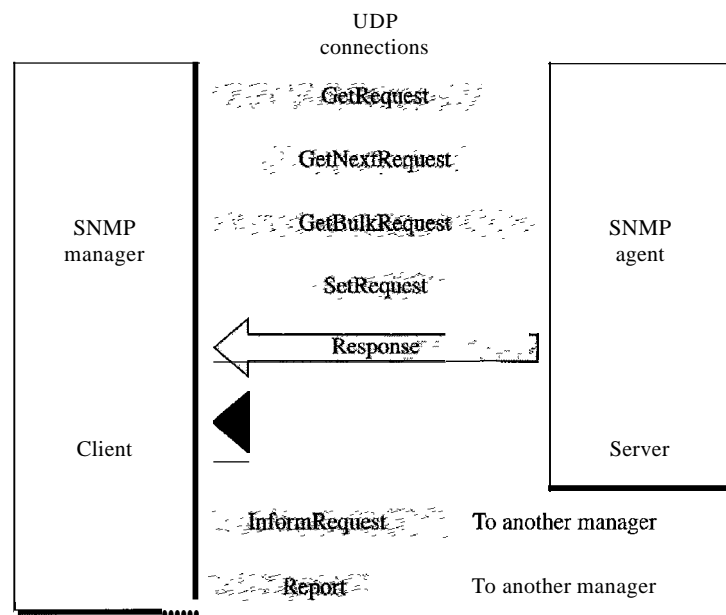 UDP
connections
GetRequest
GetNextRequest
GetBulkRequest
SNMP
manager
SNMP
agent
SetRequest
Response
Client
Server
InformRequest To another manager
Report To another manager